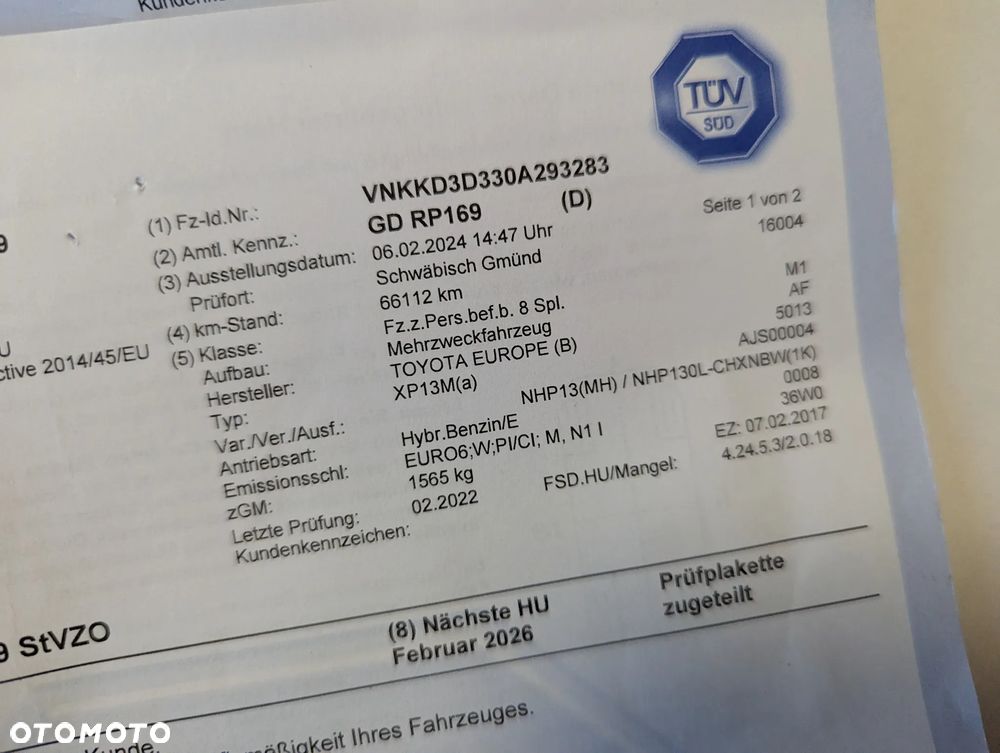 TÜV
SÜD
(1) Fz-Id.Nr.: VNKKD3D330A293283
(2) Amtl. Kennz.: GD RP169 (D) Seite 1 von 2
(3) Ausstellungsdatum: 06.02.2024 14:47 Uhr 16004
Prüfort: Schwäbisch Gmünd
(4) km-Stand: 66112 km
(5) Klasse: Fz.z.Pers.bef.b. 8 Spl. M1
Aufbau: Mehrzweckfahrzeug AF
Hersteller: TOYOTA EUROPE (B) 5013
Typ: XP13M(a) AJS00004
Var./Ver./Ausf.: NHP13(MH) / NHP130L-CHXNBW(1K)
Antriebsart: Hybr.Benzin/E 0008
Emissionsschl: EURO6;W;PI/CI; M, N1 I 36W0
zGM: 1565 kg EZ: 07.02.2017
Letzte Prüfung: 02.2022 FSD.HU/Mangel: 4.24.5.3/2.0.18
Kundenkennzeichen:
ctive 2014/45/EU
9 StVZO
(8) Nächste HU Prüfplakette
Februar 2026 zugeteilt
Ihres Fahrzeuges.
Kunde,
OTOMOTO